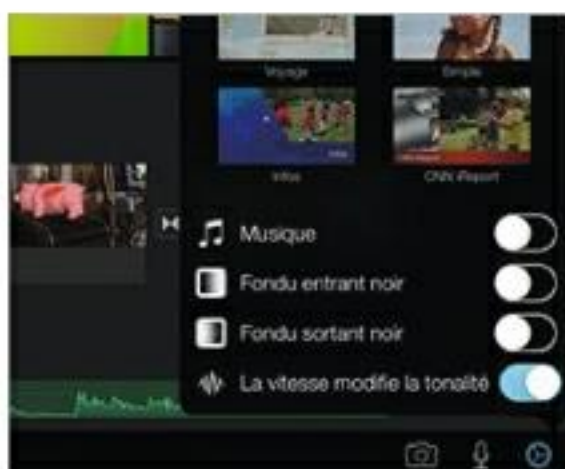 Voyage
Simple
Infos
CNN iReport
Musique
Fondu entrant noir
Fondu sortant noir
La vitesse modifie la tonalité